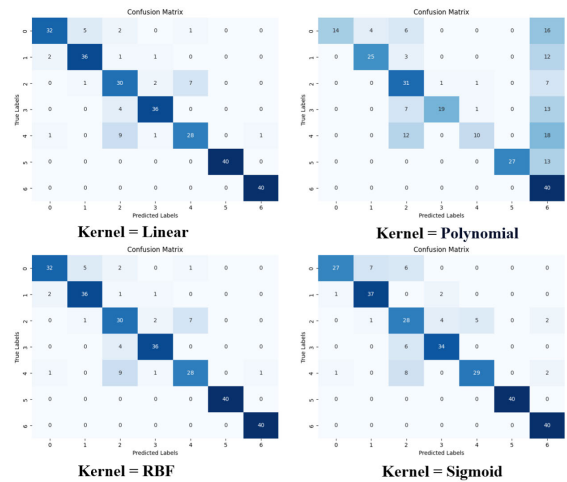 Confusion Matrix
True Labels
0 32 5 2 0 1 0 0
1 2 36 1 1 0 0 0
2 0 1 30 2 7 0 0
3 0 0 4 36 0 0 0
4 1 0 9 1 28 0 1
5 0 0 0 0 0 40 0
6 0 0 0 0 0 0 40
0 1 2 3 4 5 6
Predicted Labels
Kernel = Linear
Confusion Matrix
True Labels
0 14 4 6 0 0 0 16
1 0 25 3 0 0 0 12
2 0 0 31 1 1 0 7
3 0 0 7 19 1 0 13
4 0 0 12 0 10 0 18
5 0 0 0 0 0 27 13
6 0 0 0 0 0 0 40
0 1 2 3 4 5 6
Predicted Labels
Kernel = Polynomial
Confusion Matrix
True Labels
0 32 5 2 0 1 0 0
1 2 36 1 1 0 0 0
2 0 1 30 2 7 0 0
3 0 0 4 36 0 0 0
4 1 0 9 1 28 0 1
5 0 0 0 0 0 40 0
6 0 0 0 0 0 0 40
0 1 2 3 4 5 6
Predicted Labels
Kernel = RBF
Confusion Matrix
True Labels
0 27 7 6 0 0 0 0
1 1 37 0 2 0 0 0
2 0 1 28 4 5 0 2
3 0 0 6 34 0 0 0
4 1 0 8 0 29 0 2
5 0 0 0 0 0 40 0
6 0 0 0 0 0 0 40
0 1 2 3 4 5 6
Predicted Labels
Kernel = Sigmoid